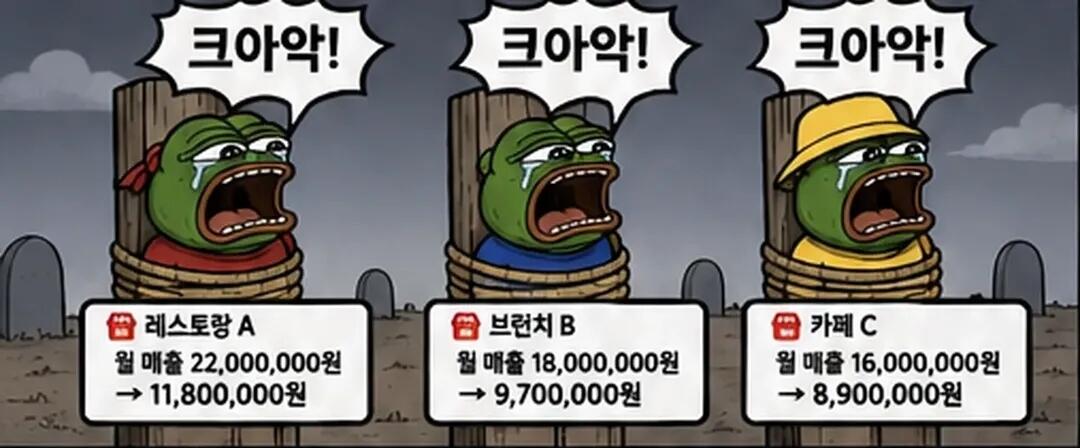 크아악!
크아악!
크아악!
레스토랑 A
월 매출 22,000,000원
→ 11,800,000원
브런치 B
월 매출 18,000,000원
→ 9,700,000원
카페 C
월 매출 16,000,000원
→ 8,900,000원